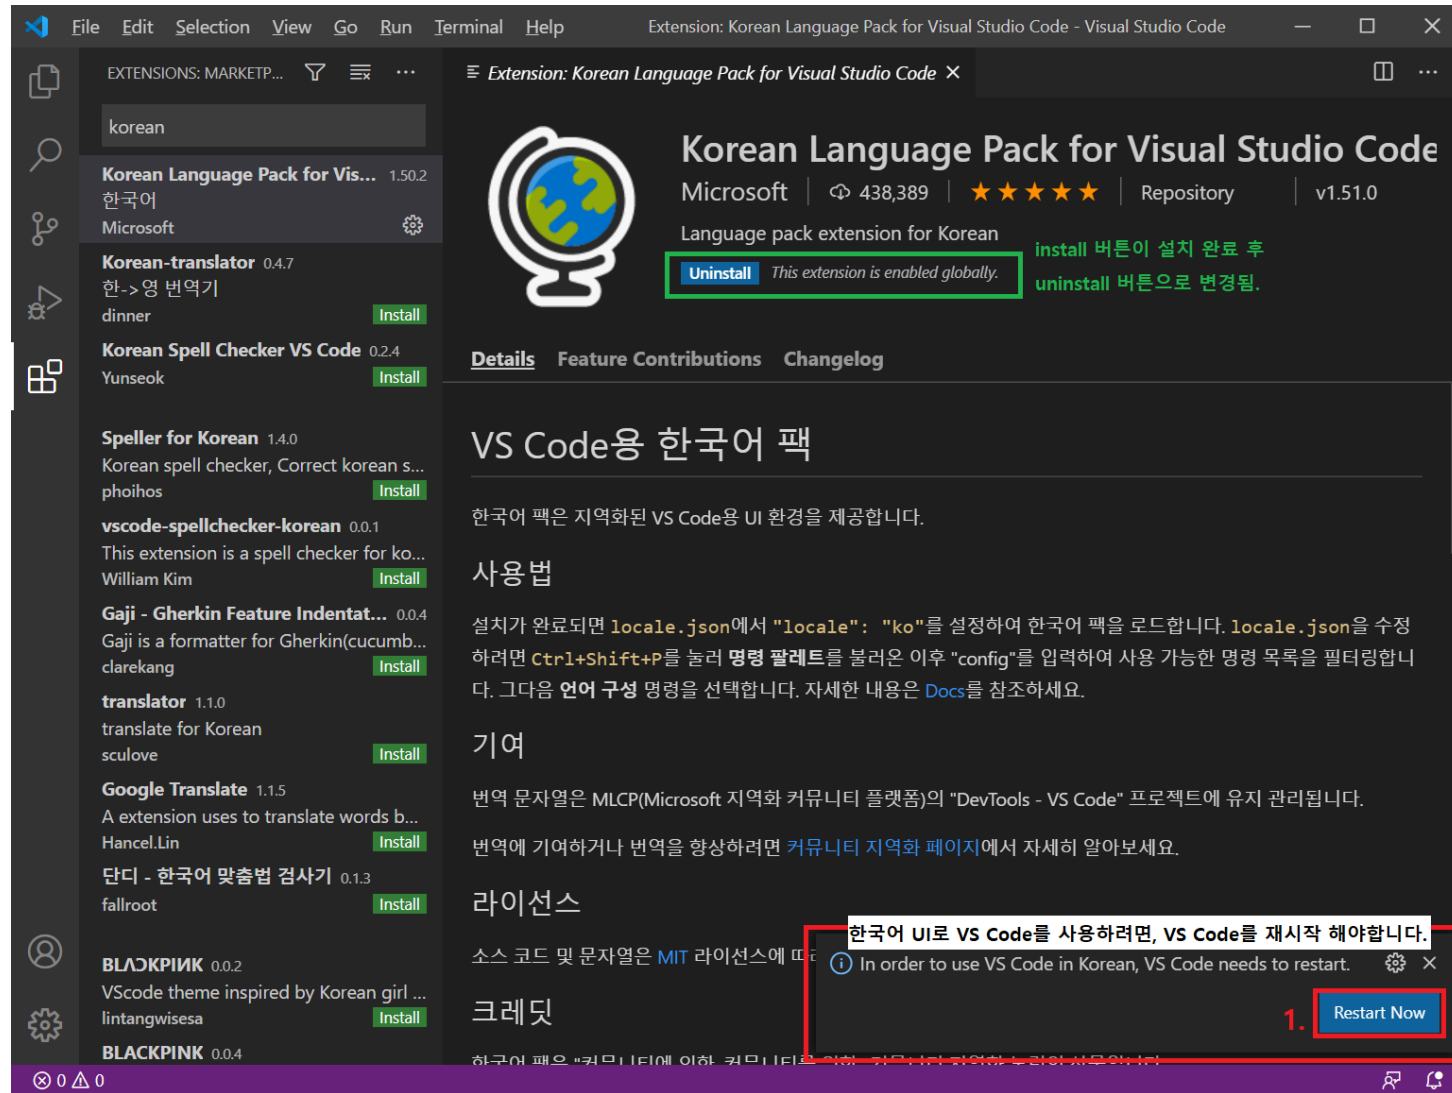 File Edit Selection View Go Run Terminal Help
Extension: Korean Language Pack for Visual Studio Code - Visual Studio Code
EXTENSIONS: MARKETP...
korean
Korean Language Pack for Vis... 1.50.2
한국어
Microsoft
Korean-translator 0.4.7
한->영 번역기
dinner Install
Korean Spell Checker VS Code 0.2.4
Yunseok Install
Speller for Korean 1.4.0
Korean spell checker, Correct korean s...
phoihos Install
vscode-spellchecker-korean 0.0.1
This extension is a spell checker for ko...
William Kim Install
Gaji - Gherkin Feature Indentat... 0.0.4
Gaji is a formatter for Gherkin(cucumb...
clarekang Install
translator 1.1.0
translate for Korean
sculove Install
Google Translate 1.1.5
A extension uses to translate words b...
Hancel.Lin Install
단디 - 한국어 맞춤법 검사기 0.1.3
fallroot Install
BLΛƆKPIИK 0.0.2
VScode theme inspired by Korean girl ...
lintangwisesa Install
BLACKPINK 0.0.4
Extension: Korean Language Pack for Visual Studio Code
Korean Language Pack for Visual Studio Code
Microsoft 438,389 ★★★★★ Repository v1.51.0
Language pack extension for Korean
Uninstall This extension is enabled globally.
install 버튼이 설치 완료 후
uninstall 버튼으로 변경됨.
Details Feature Contributions Changelog
VS Code용 한국어 팩
한국어 팩은 지역화된 VS Code용 UI 환경을 제공합니다.
사용법
설치가 완료되면 locale.json에서 "locale": "ko"를 설정하여 한국어 팩을 로드합니다. locale.json을 수정
하려면 Ctrl+Shift+P를 눌러 명령 팔레트를 불러온 이후 "config"를 입력하여 사용 가능한 명령 목록을 필터링합니
다. 그다음 언어 구성 명령을 선택합니다. 자세한 내용은 Docs를 참조하세요.
기여
번역 문자열은 MLCP(Microsoft 지역화 커뮤니티 플랫폼)의 "DevTools - VS Code" 프로젝트에 유지 관리됩니다.
번역에 기여하거나 번역을 향상하려면 커뮤니티 지역화 페이지에서 자세히 알아보세요.
라이선스
소스 코드 및 문자열은 MIT 라이선스에
크레딧
한국어 팩은 "커뮤니티에 의한, 커뮤니티를
한국어 UI로 VS Code를 사용하려면, VS Code를 재시작 해야합니다.
In order to use VS Code in Korean, VS Code needs to restart.
1. Restart Now
0 0